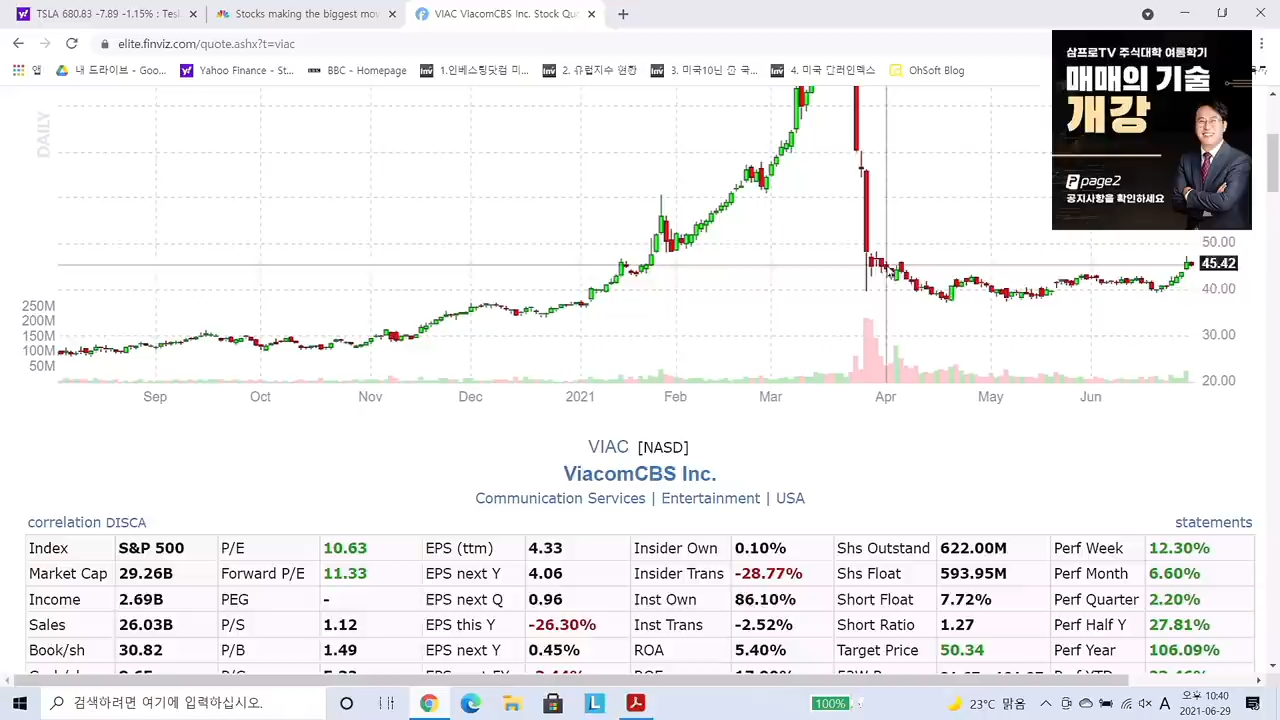 TSLA 680.83 -7.89 -1.15% : Tesl
Stocks making the biggest mo
VIAC ViacomCBS Inc. Stock Quo
elite.finviz.com/quote.ashx?t=viac
앱
내 드라이브 - Goo...
Yahoo Finance - St...
BBC - Homepage
1.인베스팅닷컴 미...
2. 유럽지수 현황
3. 미국10년 물 국...
OhSoft Blog
삼프로TV 주식대학 여름학기
매매의 기술
개강
page2
공지사항을 확인하세요
DAILY
50.00
45.42
40.00
30.00
20.00
250M
200M
150M
100M
50M
Sep Oct Nov Dec 2021 Feb Mar Apr May Jun
VIAC [NASD]
ViacomCBS Inc.
Communication Services | Entertainment | USA
correlation DISCA
statements
Index S&P 500 P/E 10.63 EPS (ttm) 4.33 Insider Own 0.10% Shs Outstand 622.00M Perf Week 12.30%
Market Cap 29.26B Forward P/E 11.33 EPS next Y 4.06 Insider Trans -28.77% Shs Float 593.95M Perf Month 6.60%
Income 2.69B PEG - EPS next Q 0.96 Inst Own 86.10% Short Float 7.72% Perf Quarter 2.20%
Sales 26.03B P/S 1.12 EPS this Y -26.30% Inst Trans -2.52% Short Ratio 1.27 Perf Half Y 27.81%
Book/sh 30.82 P/B 1.49 EPS next Y 0.45% ROA 5.40% Target Price 50.34 Perf Year 106.09%
검색하려면 여기에 입력하십시오.
100%
23℃ 맑음
A
오후 10:40
2021-06-29